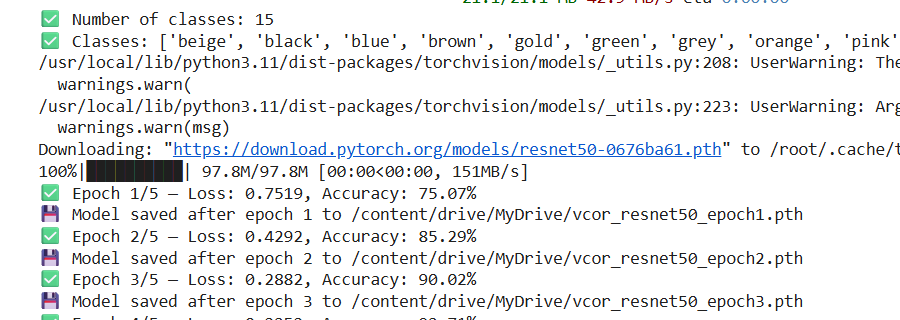 21.1/21.1 MB 42.9 MB/s eta 0:00:00
✅ Number of classes: 15
✅ Classes: ['beige', 'black', 'blue', 'brown', 'gold', 'green', 'grey', 'orange', 'pink'
/usr/local/lib/python3.11/dist-packages/torchvision/models/_utils.py:208: UserWarning: The
warnings.warn(
/usr/local/lib/python3.11/dist-packages/torchvision/models/_utils.py:223: UserWarning: Arg
warnings.warn(msg)
Downloading: "https://download.pytorch.org/models/resnet50-0676ba61.pth" to /root/.cache/t
100%|██████████| 97.8M/97.8M [00:00<00:00, 151MB/s]
✅ Epoch 1/5 — Loss: 0.7519, Accuracy: 75.07%
💾 Model saved after epoch 1 to /content/drive/MyDrive/vcor_resnet50_epoch1.pth
✅ Epoch 2/5 — Loss: 0.4292, Accuracy: 85.29%
💾 Model saved after epoch 2 to /content/drive/MyDrive/vcor_resnet50_epoch2.pth
✅ Epoch 3/5 — Loss: 0.2882, Accuracy: 90.02%
💾 Model saved after epoch 3 to /content/drive/MyDrive/vcor_resnet50_epoch3.pth